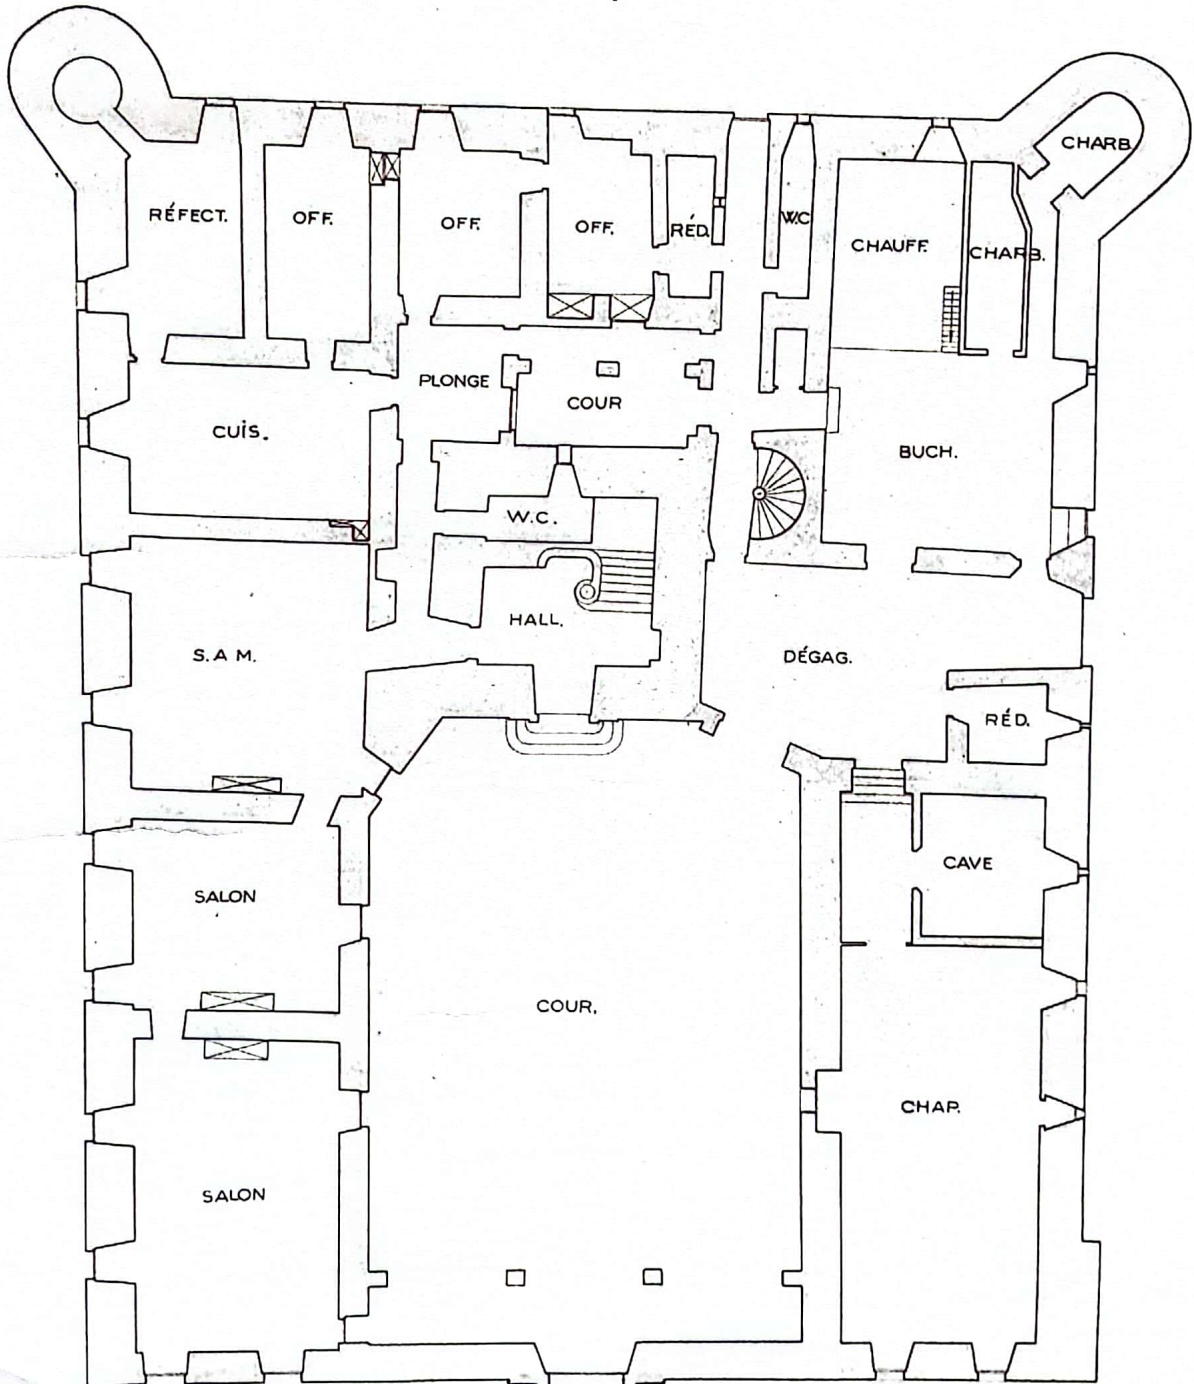 CHARB.
RÉFECT.
OFF.
OFF.
OFF.
RÉD.
W.C
CHAUFF.
CHARB.
PLONGE
COUR
CUIS.
BUCH.
W.C.
HALL.
S. A M.
DÉGAG.
RÉD.
CAVE
SALON
COUR.
CHAP.
SALON